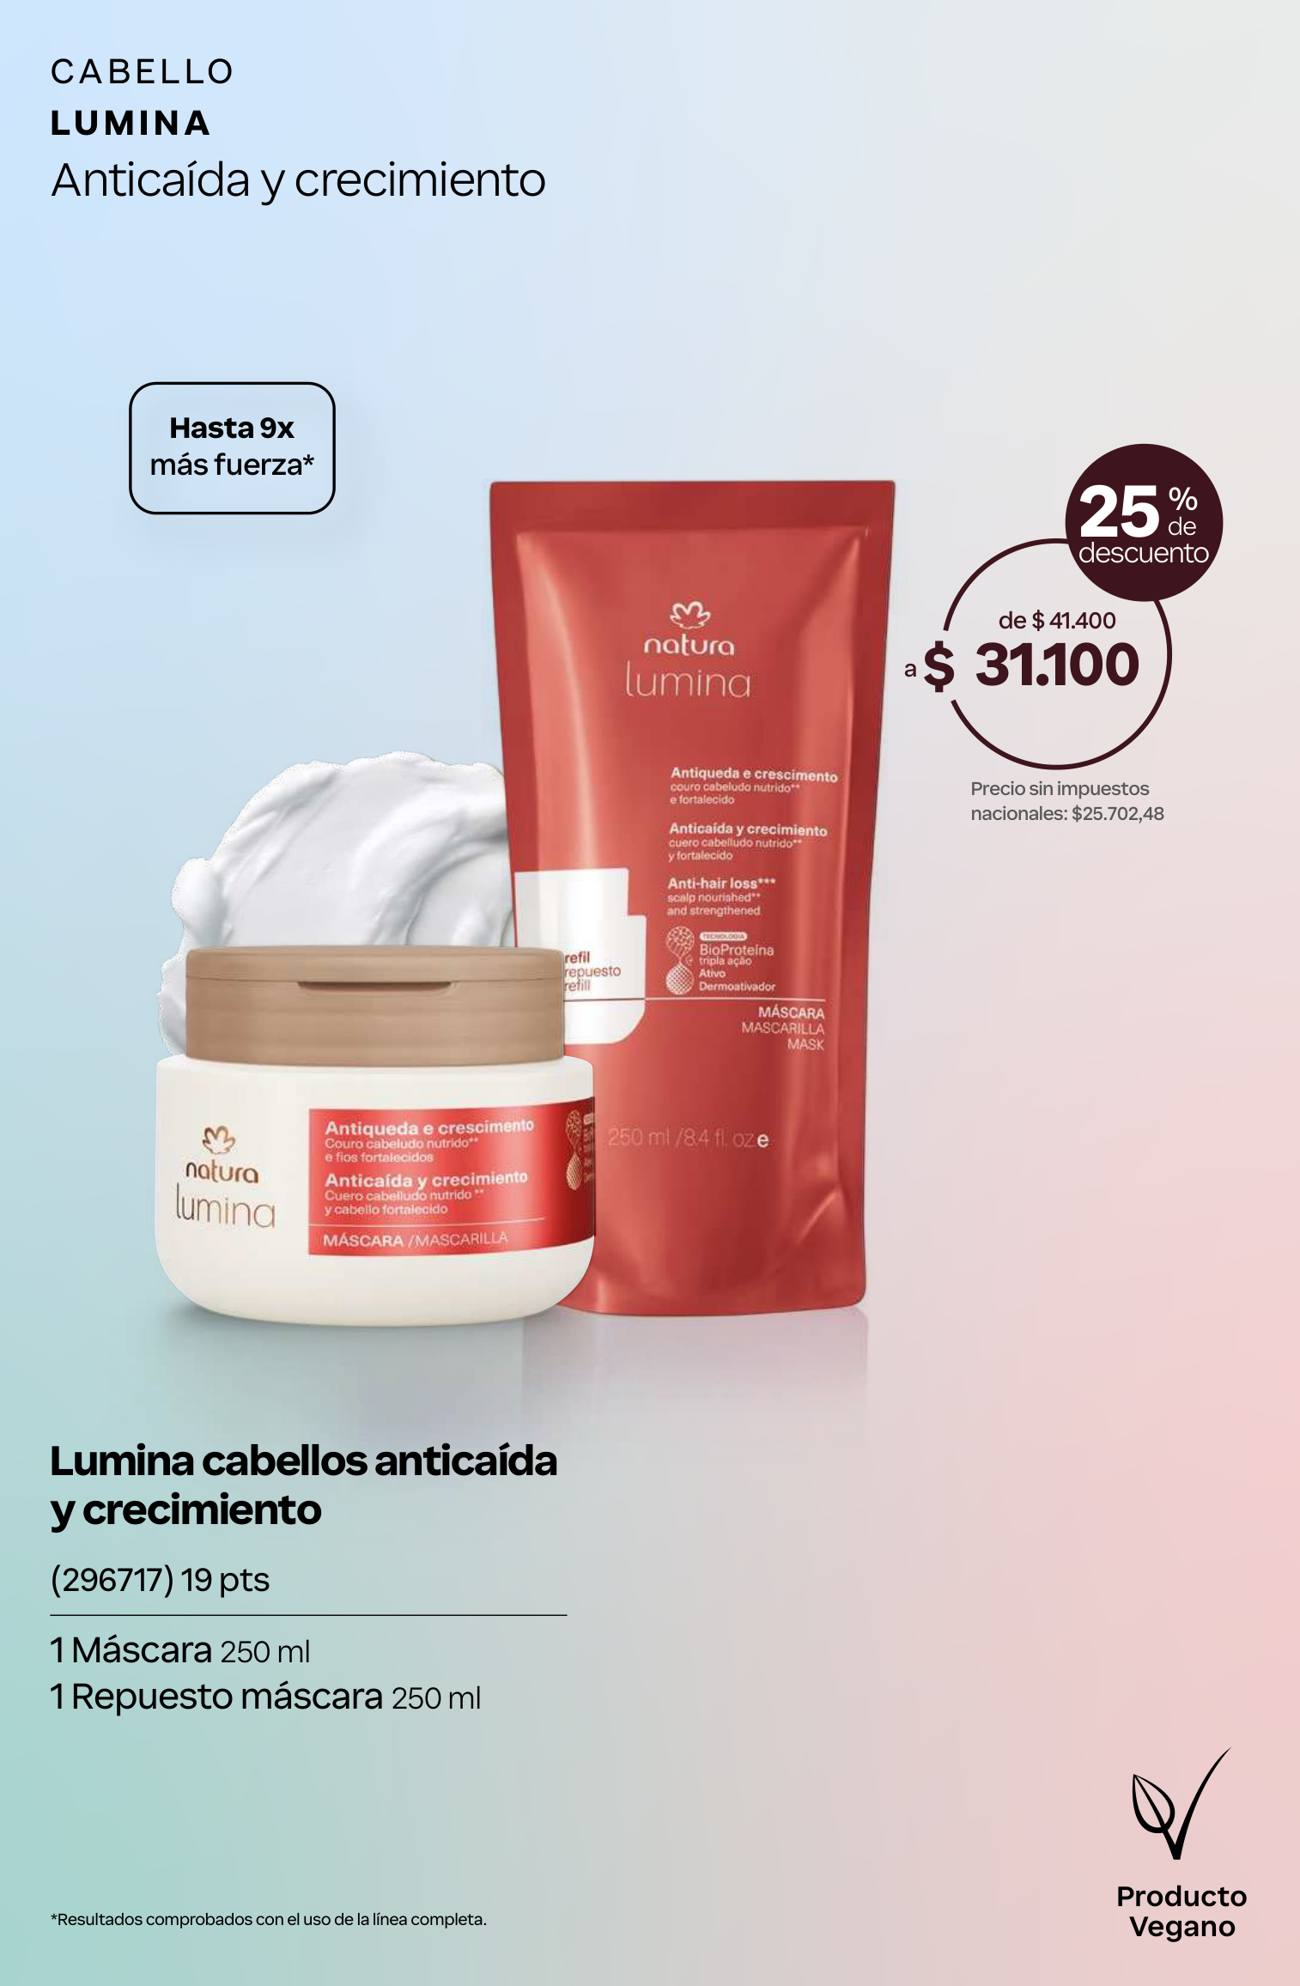 CABELLO
LUMINA
Anticaída y crecimiento
Hasta 9x
más fuerza*
25 % de
descuento
de $ 41.400
a $ 31.100
Precio sin impuestos
nacionales: $25.702,48
natura
lumina
Antiqueda e crescimento
couro cabeludo nutrido**
e fortalecido
Anticaída y crecimiento
cuero cabelludo nutrido**
y fortalecido
Anti-hair loss***
scalp nourished**
and strengthened
TECNOLOGIA
BioProteína
tripla ação
Ativo
Dermoativador
refil
repuesto
refill
MÁSCARA
MASCARILLA
MASK
250 ml /8.4 fl. oz e
natura
lumina
Antiqueda e crescimento
Couro cabeludo nutrido**
e fios fortalecidos
Anticaída y crecimiento
Cuero cabelludo nutrido **
y cabello fortalecido
MÁSCARA /MASCARILLA
Lumina cabellos anticaída
y crecimiento
(296717) 19 pts
1 Máscara 250 ml
1 Repuesto máscara 250 ml
*Resultados comprobados con el uso de la línea completa.
Producto
Vegano